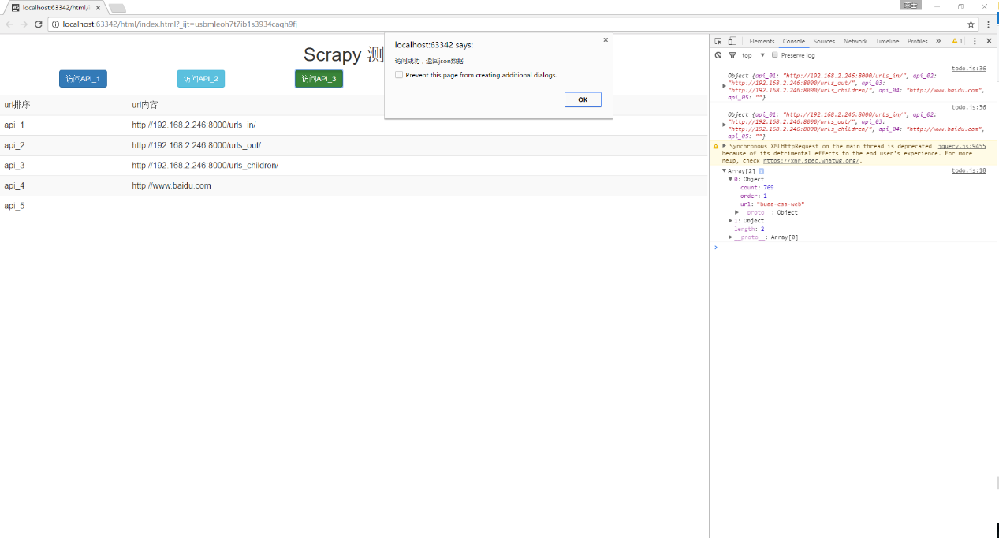 localhost:63342/html/i
localhost:63342/html/index.html?_ijt=usbmleoh7t7ib1s3934caqh9fj
Scrapy 测
访问API_1
访问API_2
访问API_3
url排序
url内容
api_1
http://192.168.2.246:8000/urls_in/
api_2
http://192.168.2.246:8000/urls_out/
api_3
http://192.168.2.246:8000/urls_children/
api_4
http://www.baidu.com
api_5
localhost:63342 says:
访问成功，返回json数据
Prevent this page from creating additional dialogs.
OK
Elements Console Sources Network Timeline Profiles » 1
top ▼ Preserve log
todo.js:36
Object {api_01: "http://192.168.2.246:8000/urls_in/", api_02:
"http://192.168.2.246:8000/urls_out/", api_03:
"http://192.168.2.246:8000/urls_children/", api_04: "http://www.baidu.com",
api_05: ""}
todo.js:36
Object {api_01: "http://192.168.2.246:8000/urls_in/", api_02:
"http://192.168.2.246:8000/urls_out/", api_03:
"http://192.168.2.246:8000/urls_children/", api_04: "http://www.baidu.com",
api_05: ""}
Synchronous XMLHttpRequest on the main thread is deprecated jquery.js:9455
because of its detrimental effects to the end user's experience. For more
help, check https://xhr.spec.whatwg.org/.
Array[2] todo.js:18
0: Object
count: 769
order: 1
url: "buaa-css-web"
__proto__: Object
1: Object
length: 2
__proto__: Array[0]